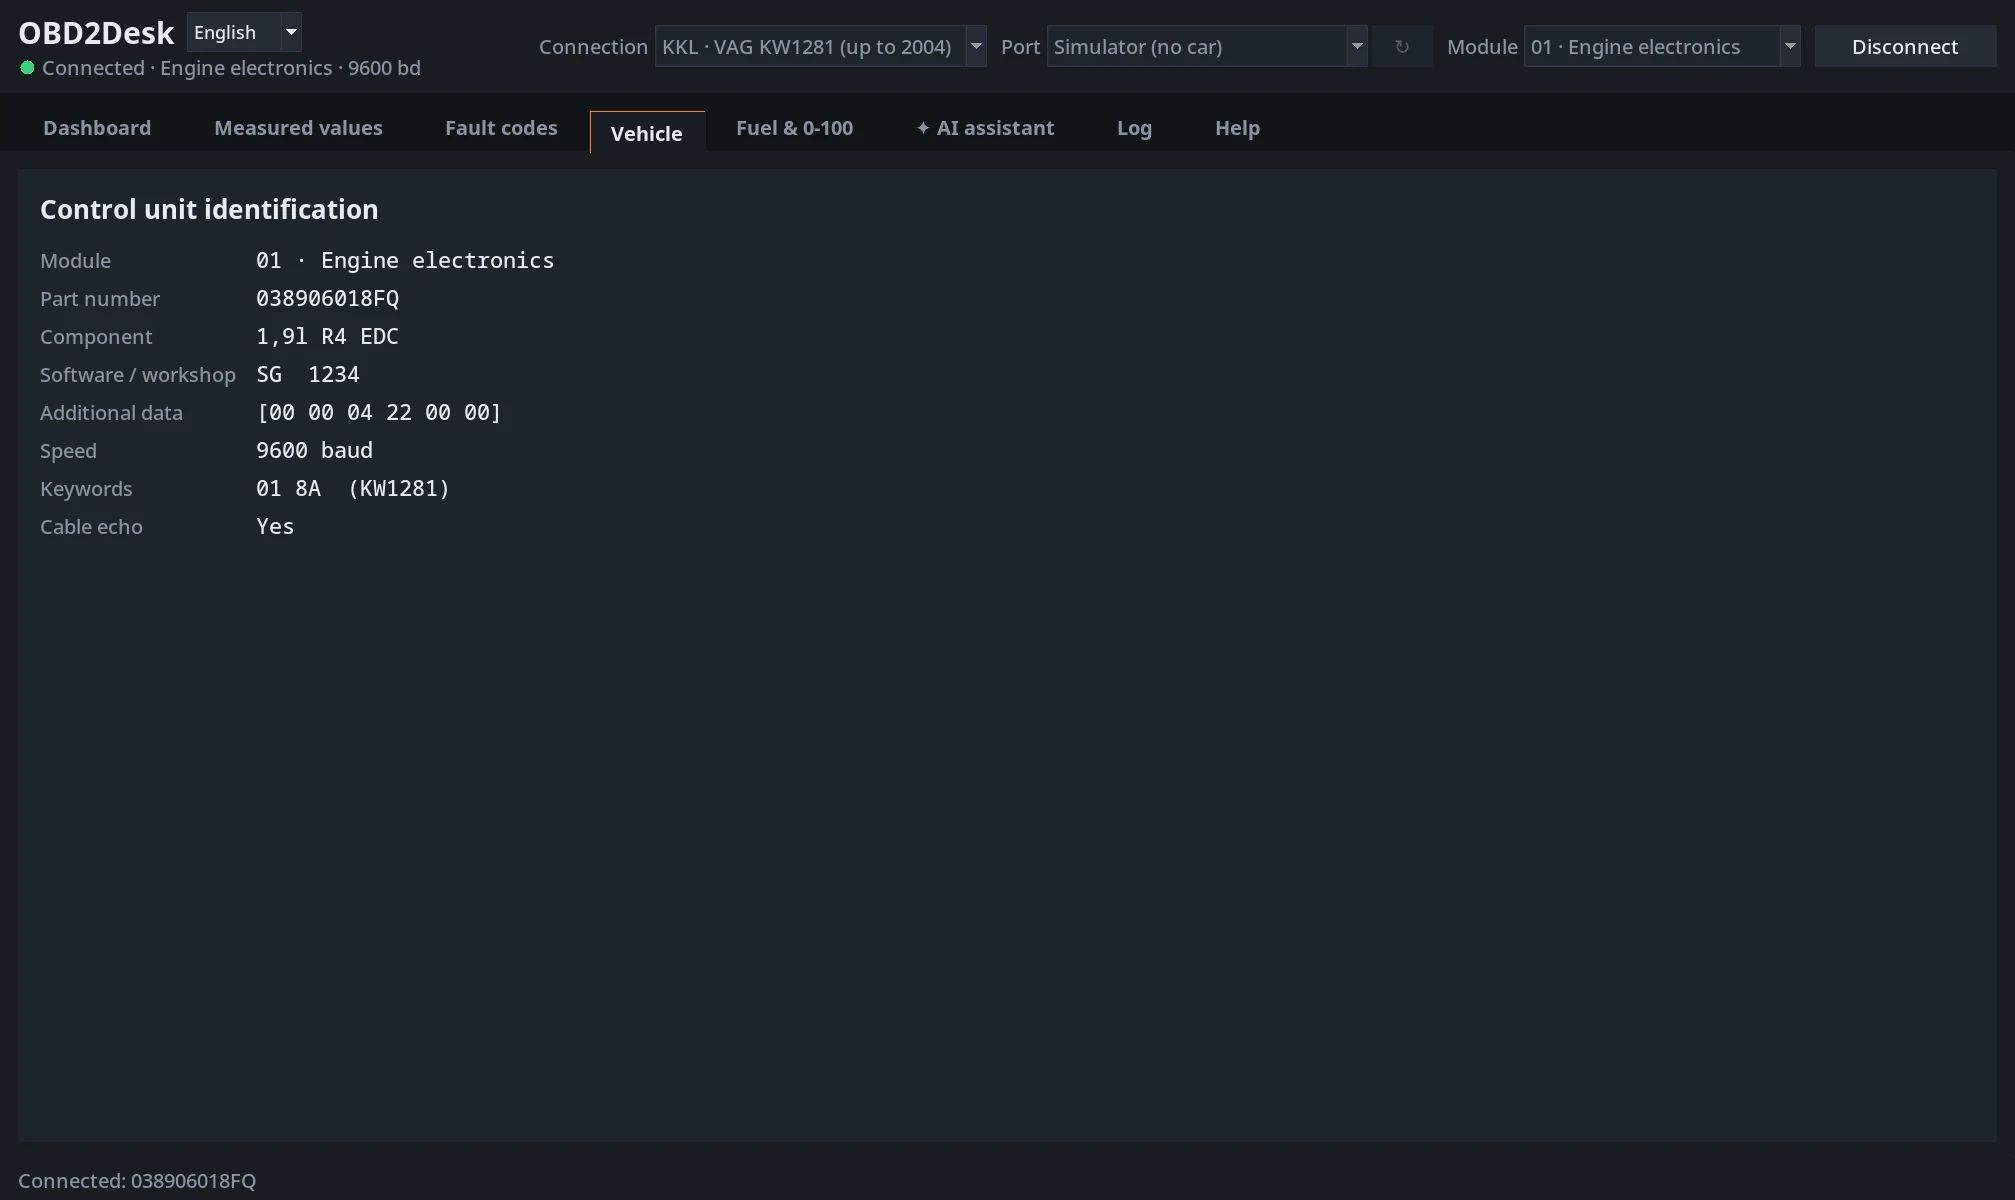 OBD2Desk English
Connected · Engine electronics · 9600 bd
Connection KKL · VAG KW1281 (up to 2004) Port Simulator (no car) ↻ Module 01 · Engine electronics Disconnect
Dashboard Measured values Fault codes Vehicle Fuel & 0-100 ✦ AI assistant Log Help
Control unit identification
Module 01 · Engine electronics
Part number 038906018FQ
Component 1,9l R4 EDC
Software / workshop SG  1234
Additional data [00 00 04 22 00 00]
Speed 9600 baud
Keywords 01 8A  (KW1281)
Cable echo Yes
Connected: 038906018FQ